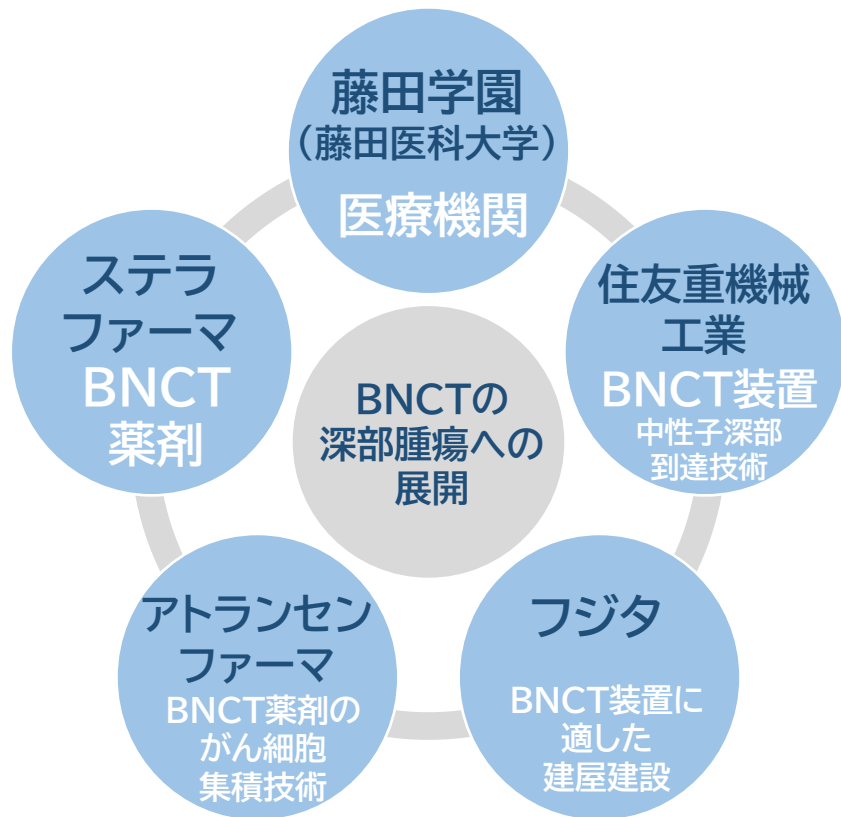 藤田学園
（藤田医科大学）
医療機関
住友重機械
工業
BNCT装置
中性子深部
到達技術
フジタ
BNCT装置に
適した
建屋建設
アトランセン
ファーマ
BNCT薬剤の
がん細胞
集積技術
ステラ
ファーマ
BNCT
薬剤
BNCTの
深部腫瘍への
展開